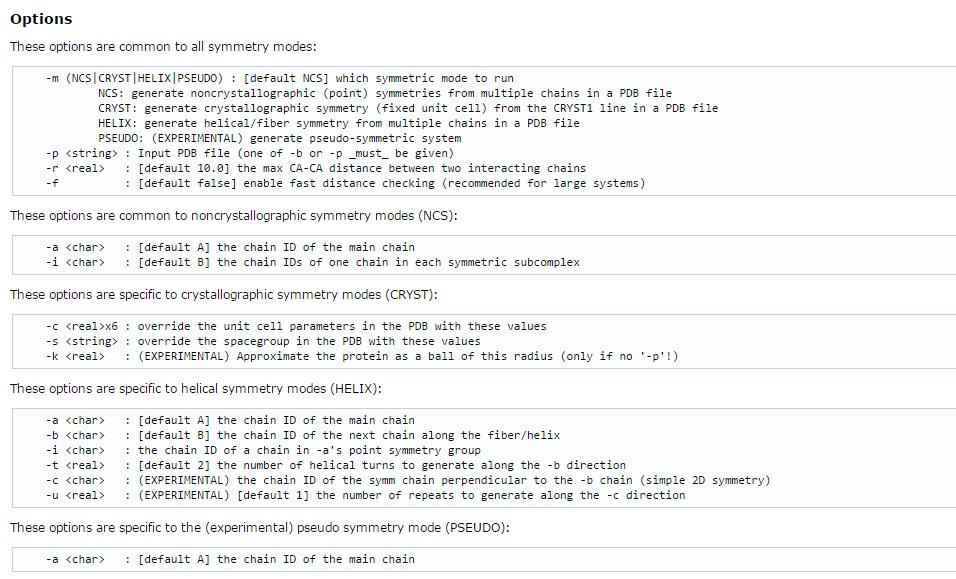 Options
These options are common to all symmetry modes:
-m (NCS|CRYST|HELIX|PSEUDO) : [default NCS] which symmetric mode to run
NCS: generate noncrystallographic (point) symmetries from multiple chains in a PDB file
CRYST: generate crystallographic symmetry (fixed unit cell) from the CRYST1 line in a PDB file
HELIX: generate helical/fiber symmetry from multiple chains in a PDB file
PSEUDO: (EXPERIMENTAL) generate pseudo-symmetric system
-p <string> : Input PDB file (one of -b or -p _must_ be given)
-r <real> : [default 10.0] the max CA-CA distance between two interacting chains
-f : [default false] enable fast distance checking (recommended for large systems)
These options are common to noncrystallographic symmetry modes (NCS):
-a <char> : [default A] the chain ID of the main chain
-i <char> : [default B] the chain IDs of one chain in each symmetric subcomplex
These options are specific to crystallographic symmetry modes (CRYST):
-c <real>x6 : override the unit cell parameters in the PDB with these values
-s <string> : override the spacegroup in the PDB with these values
-k <real> : (EXPERIMENTAL) Approximate the protein as a ball of this radius (only if no '-p'!)
These options are specific to helical symmetry modes (HELIX):
-a <char> : [default A] the chain ID of the main chain
-b <char> : [default B] the chain ID of the next chain along the fiber/helix
-i <char> : the chain ID of a chain in -a's point symmetry group
-t <real> : [default 2] the number of helical turns to generate along the -b direction
-c <char> : (EXPERIMENTAL) the chain ID of the symm chain perpendicular to the -b chain (simple 2D symmetry)
-u <real> : (EXPERIMENTAL) [default 1] the number of repeats to generate along the -c direction
These options are specific to the (experimental) pseudo symmetry mode (PSEUDO):
-a <char> : [default A] the chain ID of the main chain